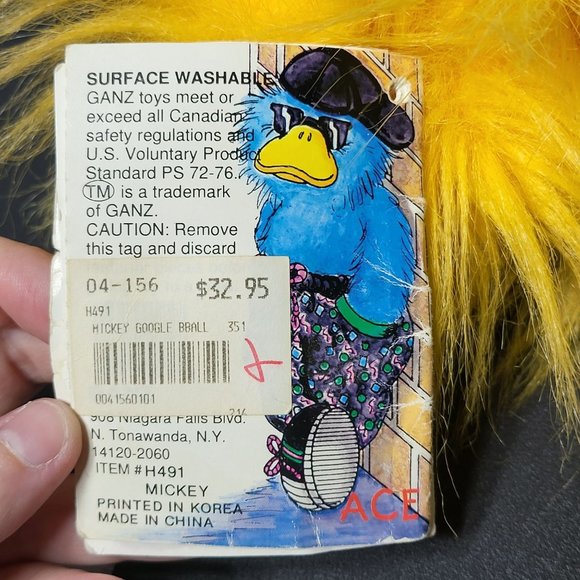 SURFACE WASHABLE
GANZ toys meet or
exceed all Canadian
safety regulations and
U.S. Voluntary Product
Standard PS 72-76.
TM is a trademark
of GANZ.
CAUTION: Remove
this tag and discard
04-156 $32.95
H491
MICKEY GOOGLE BBALL 351
0041560101
908 Niagara Falls Blvd.
N. Tonawanda, N.Y.
14120-2060
ITEM #H491
MICKEY
PRINTED IN KOREA
MADE IN CHINA
ACE